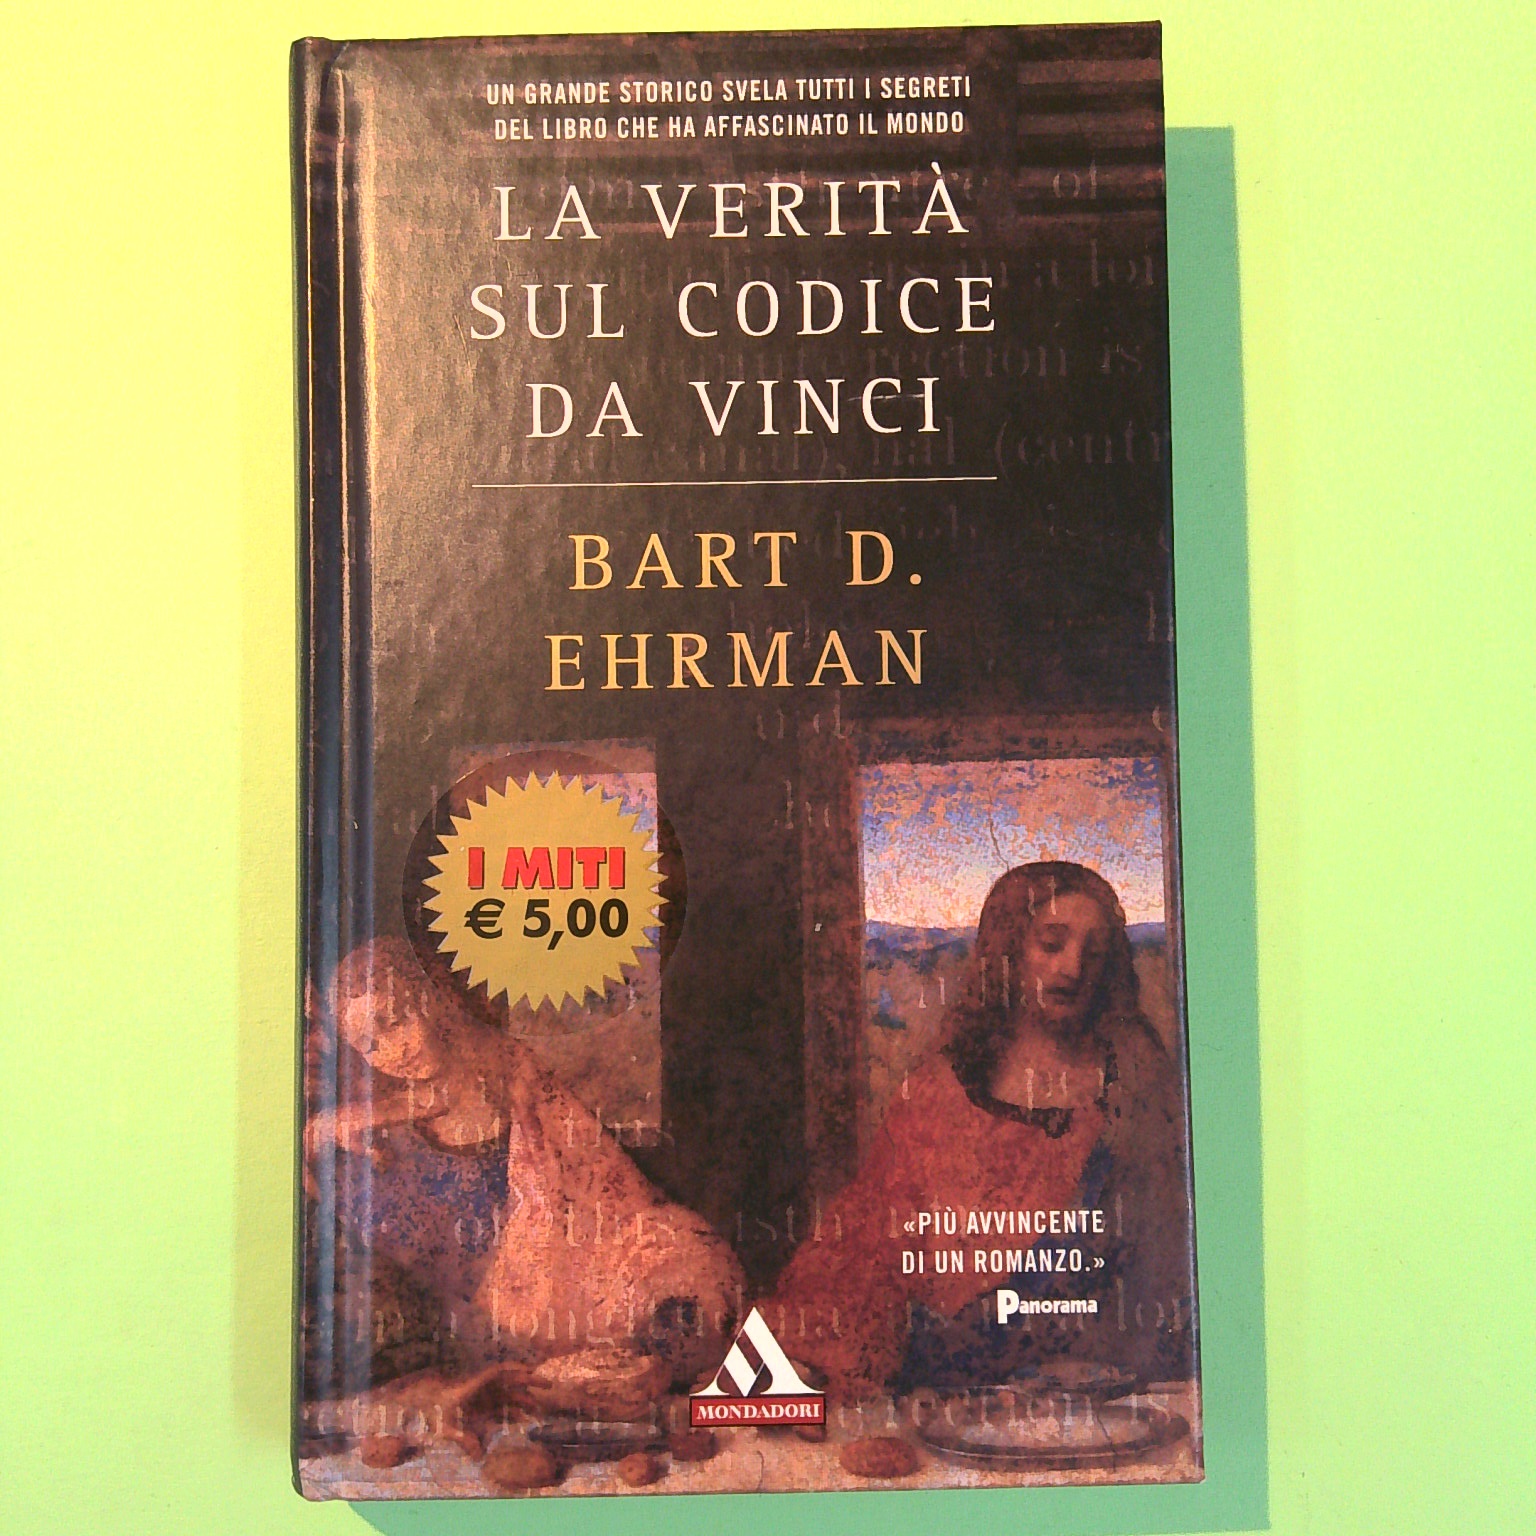 UN GRANDE STORICO SVELA TUTTI I SEGRETI
DEL LIBRO CHE HA AFFASCINATO IL MONDO
LA VERITÀ
SUL CODICE
DA VINCI
BART D.
EHRMAN
I MITI
€ 5,00
«PIÙ AVVINCENTE
DI UN ROMANZO.»
Panorama
MONDADORI